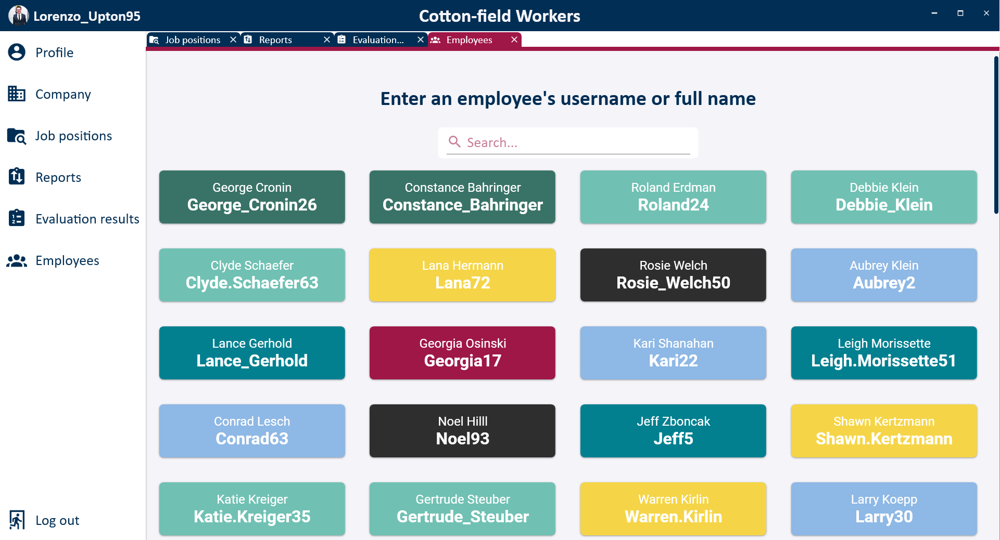 Lorenzo_Upton95
Cotton-field Workers
Job positions
Reports
Evaluation...
Employees
Profile
Company
Job positions
Reports
Evaluation results
Employees
Log out
Enter an employee's username or full name
Search...
George Cronin
George_Cronin26
Constance Bahringer
Constance_Bahringer
Roland Erdman
Roland24
Debbie Klein
Debbie_Klein
Clyde Schaefer
Clyde.Schaefer63
Lana Hermann
Lana72
Rosie Welch
Rosie_Welch50
Aubrey Klein
Aubrey2
Lance Gerhold
Lance_Gerhold
Georgia Osinski
Georgia17
Kari Shanahan
Kari22
Leigh Morissette
Leigh.Morissette51
Conrad Lesch
Conrad63
Noel Hilll
Noel93
Jeff Zboncak
Jeff5
Shawn Kertzmann
Shawn.Kertzmann
Katie Kreiger
Katie.Kreiger35
Gertrude Steuber
Gertrude_Steuber
Warren Kirlin
Warren.Kirlin
Larry Koepp
Larry30